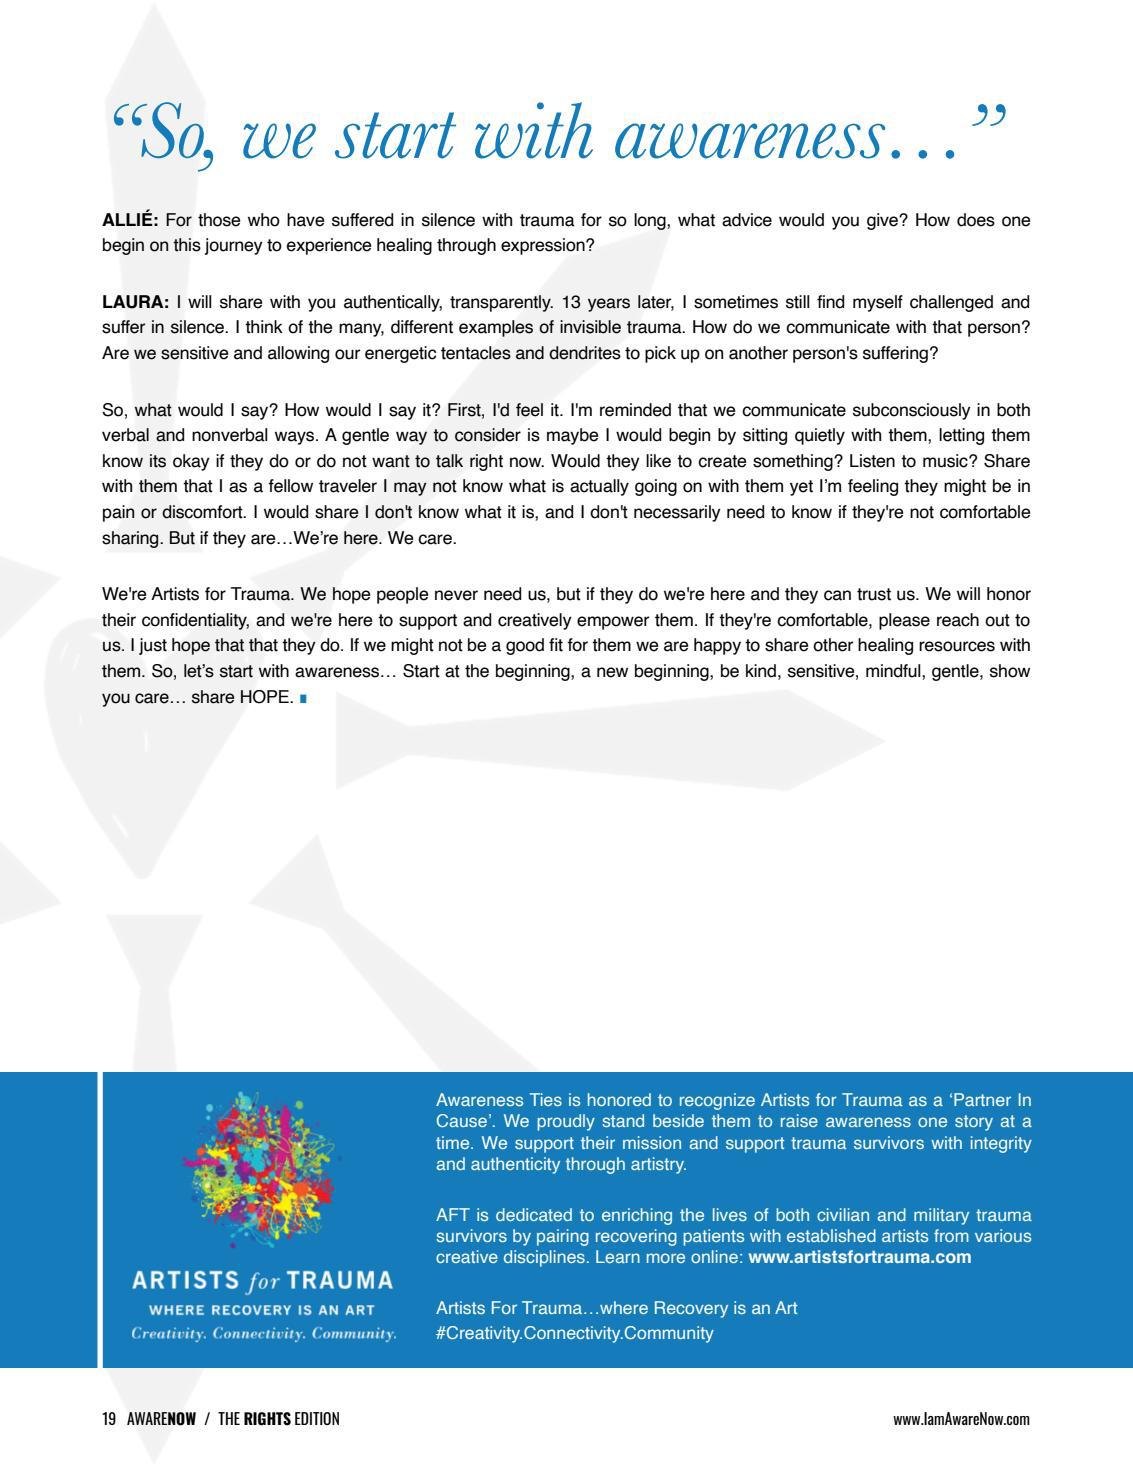 “So, we start with awareness…”
ALLIÉ: For those who have suffered in silence with trauma for so long, what advice would you give? How does one
begin on this journey to experience healing through expression?
LAURA: I will share with you authentically, transparently. 13 years later, I sometimes still find myself challenged and
suffer in silence. I think of the many, different examples of invisible trauma. How do we communicate with that person?
Are we sensitive and allowing our energetic tentacles and dendrites to pick up on another person's suffering?
So, what would I say? How would I say it? First, I'd feel it. I'm reminded that we communicate subconsciously in both
verbal and nonverbal ways. A gentle way to consider is maybe I would begin by sitting quietly with them, letting them
know its okay if they do or do not want to talk right now. Would they like to create something? Listen to music? Share
with them that I as a fellow traveler I may not know what is actually going on with them yet I’m feeling they might be in
pain or discomfort. I would share I don't know what it is, and I don't necessarily need to know if they're not comfortable
sharing. But if they are…We’re here. We care.
We're Artists for Trauma. We hope people never need us, but if they do we're here and they can trust us. We will honor
their confidentiality, and we're here to support and creatively empower them. If they're comfortable, please reach out to
us. I just hope that that they do. If we might not be a good fit for them we are happy to share other healing resources with
them. So, let’s start with awareness… Start at the beginning, a new beginning, be kind, sensitive, mindful, gentle, show
you care… share HOPE.
ARTISTS for TRAUMA
WHERE RECOVERY IS AN ART
Creativity. Connectivity. Community.
Awareness Ties is honored to recognize Artists for Trauma as a ‘Partner In
Cause’. We proudly stand beside them to raise awareness one story at a
time. We support their mission and support trauma survivors with integrity
and authenticity through artistry.
AFT is dedicated to enriching the lives of both civilian and military trauma
survivors by pairing recovering patients with established artists from various
creative disciplines. Learn more online: www.artistsfortrauma.com
Artists For Trauma…where Recovery is an Art
#Creativity.Connectivity.Community
19 AWARENOW / THE RIGHTS EDITION
www.IamAwareNow.com